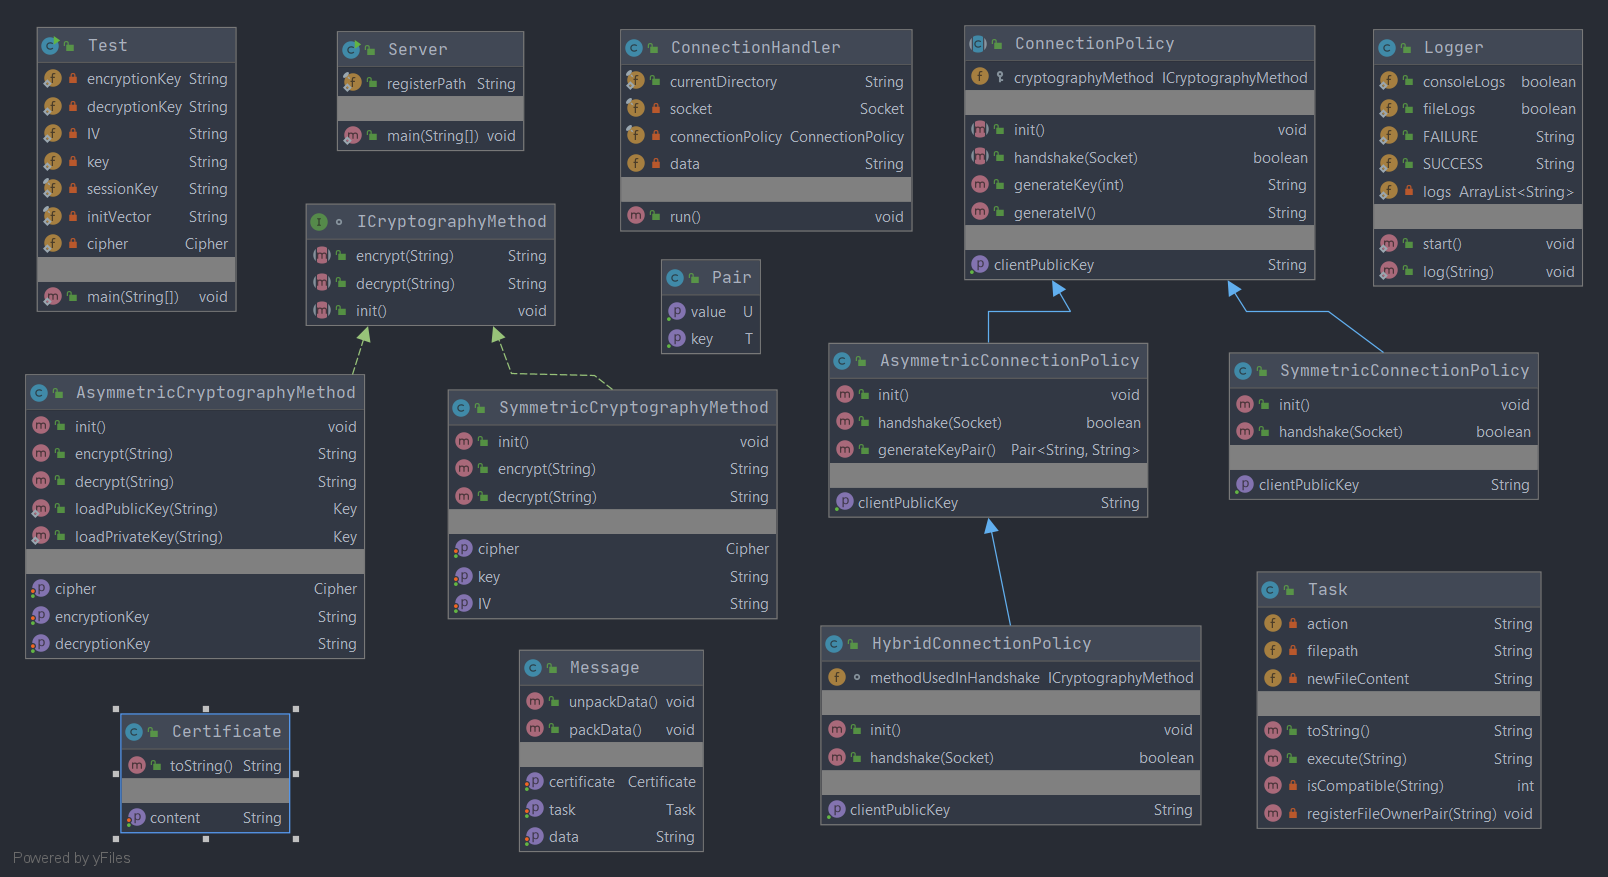 Test
encryptionKey String
decryptionKey String
IV String
key String
sessionKey String
initVector String
cipher Cipher
main(String[]) void
Server
registerPath String
main(String[]) void
ConnectionHandler
currentDirectory String
socket Socket
connectionPolicy ConnectionPolicy
data String
run() void
ConnectionPolicy
cryptographyMethod ICryptographyMethod
init() void
handshake(Socket) boolean
generateKey(int) String
generateIV() String
clientPublicKey String
Logger
consoleLogs boolean
fileLogs boolean
FAILURE String
SUCCESS String
logs ArrayList<String>
start() void
log(String) void
ICryptographyMethod
encrypt(String) String
decrypt(String) String
init() void
Pair
value U
key T
AsymmetricCryptographyMethod
init() void
encrypt(String) String
decrypt(String) String
loadPublicKey(String) Key
loadPrivateKey(String) Key
cipher Cipher
encryptionKey String
decryptionKey String
SymmetricCryptographyMethod
init() void
encrypt(String) String
decrypt(String) String
cipher Cipher
key String
IV String
AsymmetricConnectionPolicy
init() void
handshake(Socket) boolean
generateKeyPair() Pair<String, String>
clientPublicKey String
SymmetricConnectionPolicy
init() void
handshake(Socket) boolean
clientPublicKey String
HybridConnectionPolicy
methodUsedInHandshake ICryptographyMethod
init() void
handshake(Socket) boolean
clientPublicKey String
Task
action String
filepath String
newFileContent String
toString() String
execute(String) String
isCompatible(String) int
registerFileOwnerPair(String) void
Message
unpackData() void
packData() void
certificate Certificate
task Task
data String
Certificate
toString() String
content String
Powered by yFiles